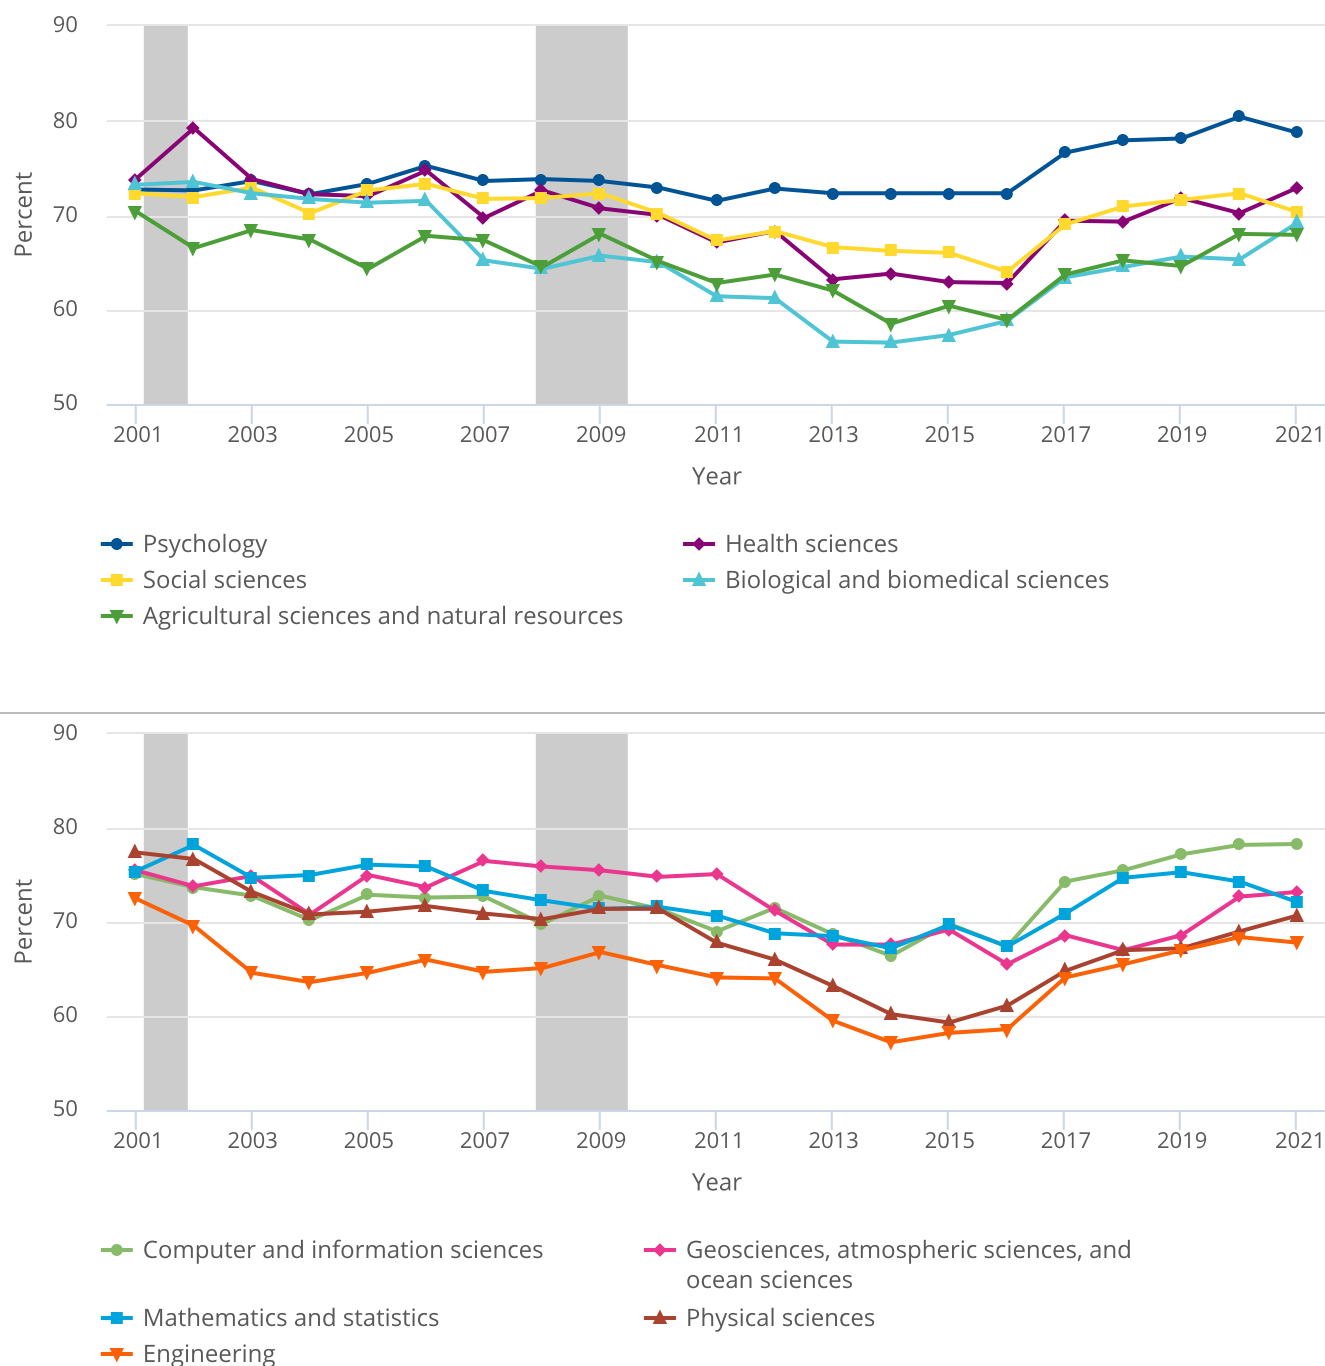 90
80
70
60
50
Percent
2001 2003 2005 2007 2009 2011 2013 2015 2017 2019 2021
Year
Psychology
Health sciences
Social sciences
Biological and biomedical sciences
Agricultural sciences and natural resources
90
80
70
60
50
Percent
2001 2003 2005 2007 2009 2011 2013 2015 2017 2019 2021
Year
Computer and information sciences
Geosciences, atmospheric sciences, and
ocean sciences
Mathematics and statistics
Physical sciences
Engineering